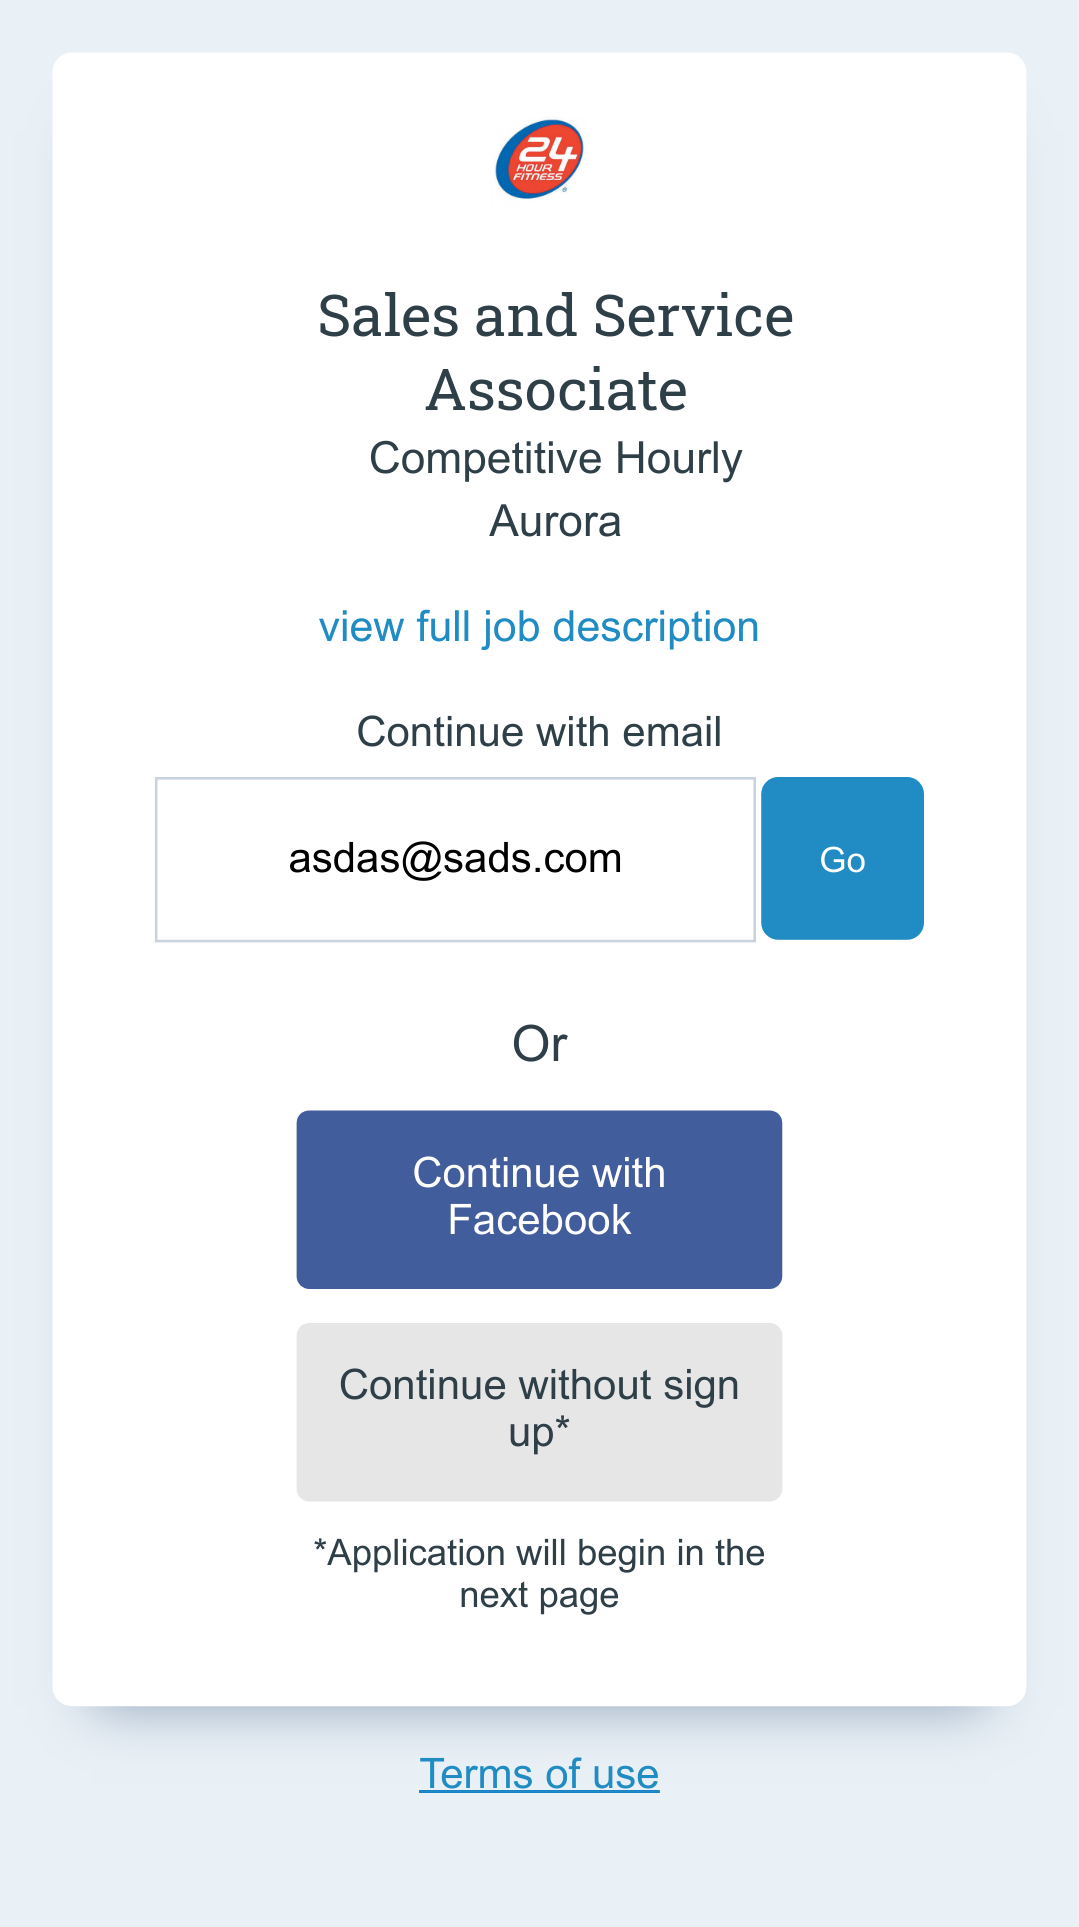 24
HOUR
FITNESS
Sales and Service
Associate
Competitive Hourly
Aurora
view full job description
Continue with email
asdas@sads.com
Go
Or
Continue with
Facebook
Continue without sign
up*
*Application will begin in the
next page
Terms of use